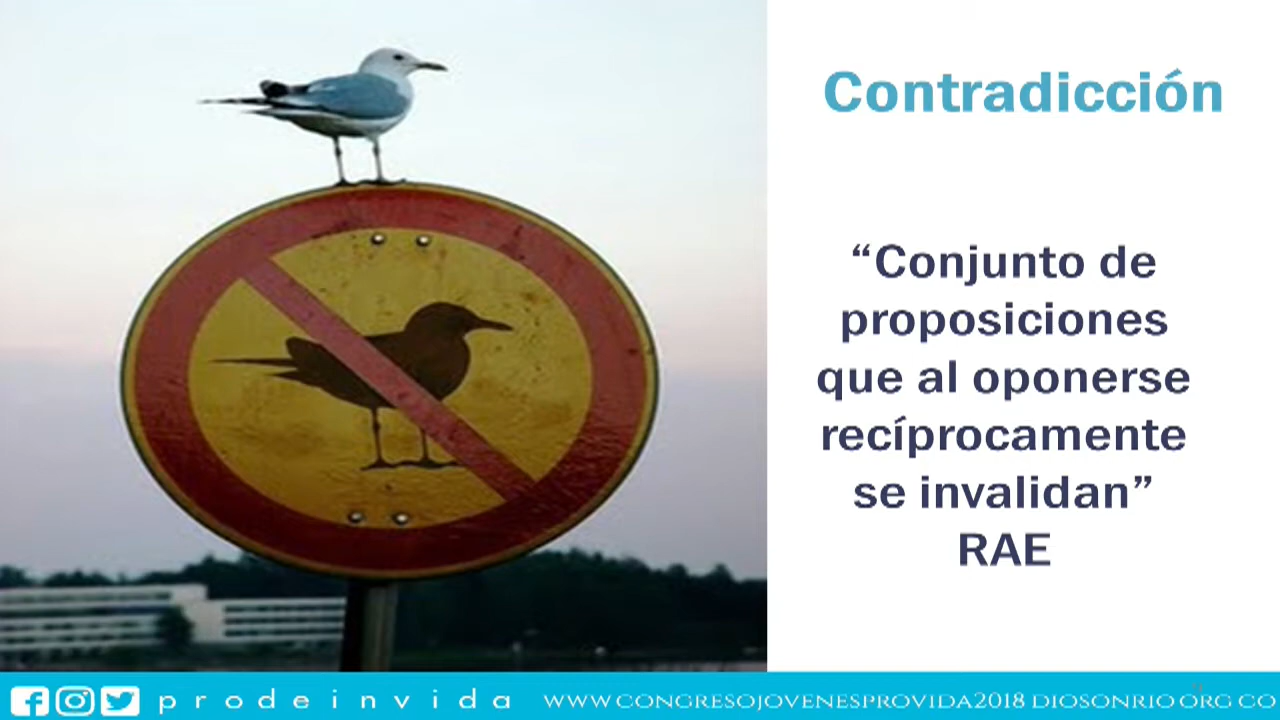 Contradicción
“Conjunto de
proposiciones
que al oponerse
recíprocamente
se invalidan”
RAE
prodeinvida
WWW.CONGRESOJOVENESPROVIDA2018 DIOSONRIO ORG CO